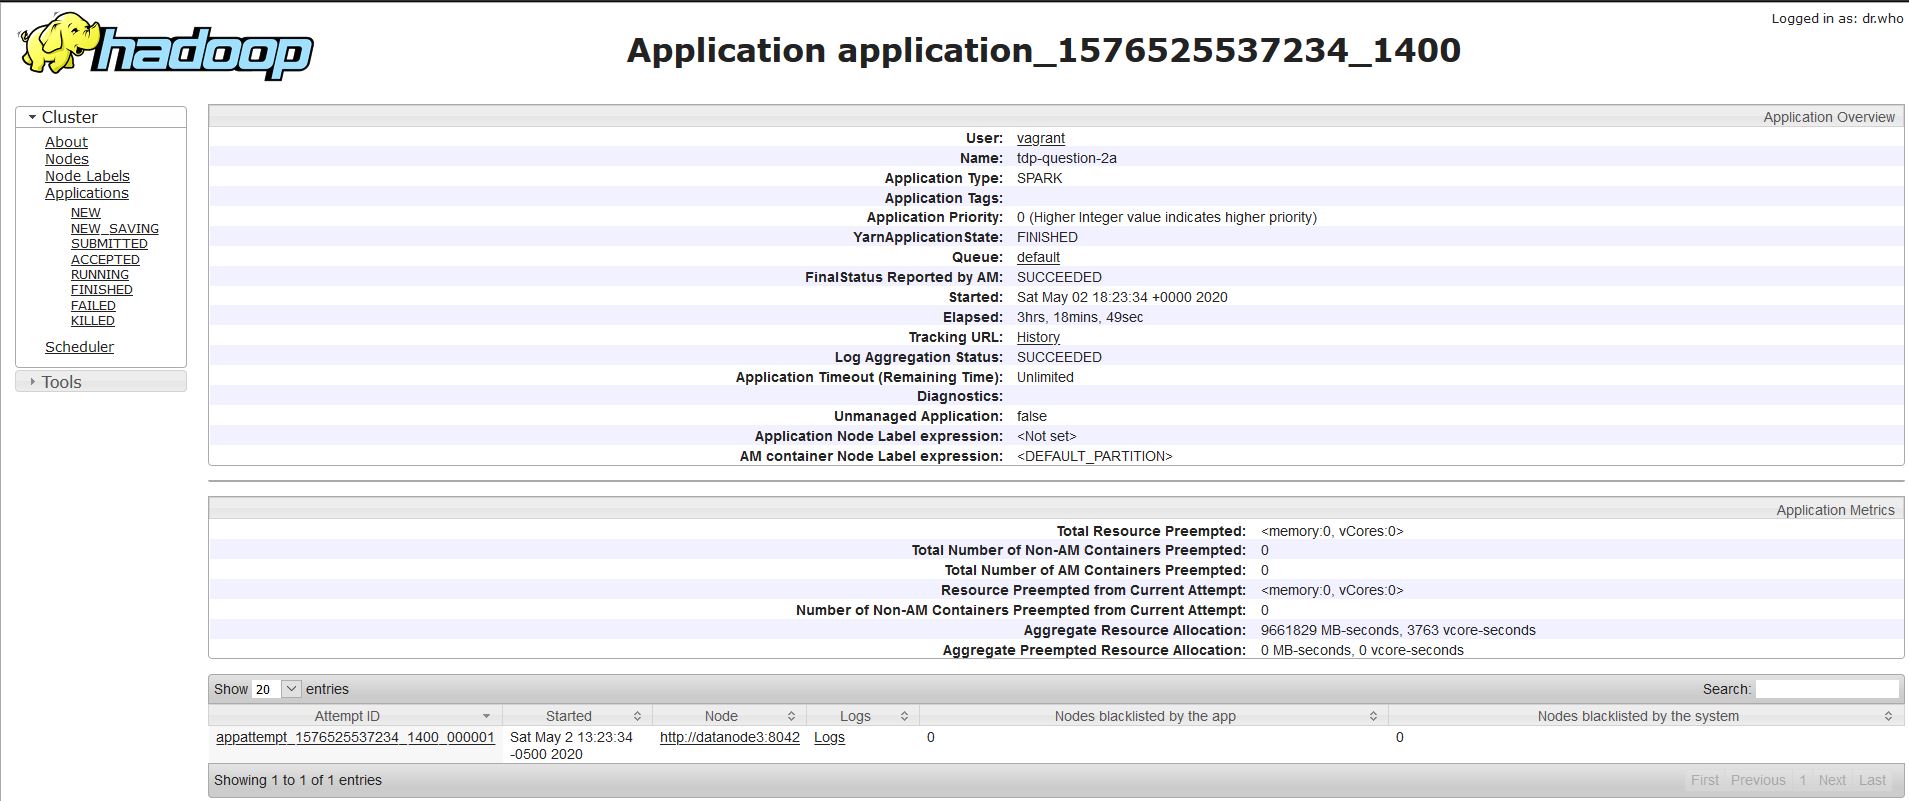 Logged in as: dr.who
hadoop
Application application_1576525537234_1400
Cluster
About
Nodes
Node Labels
Applications
NEW
NEW_SAVING
SUBMITTED
ACCEPTED
RUNNING
FINISHED
FAILED
KILLED
Scheduler
Tools
Application Overview
User: vagrant
Name: tdp-question-2a
Application Type: SPARK
Application Tags:
Application Priority: 0 (Higher Integer value indicates higher priority)
YarnApplicationState: FINISHED
Queue: default
FinalStatus Reported by AM: SUCCEEDED
Started: Sat May 02 18:23:34 +0000 2020
Elapsed: 3hrs, 18mins, 49sec
Tracking URL: History
Log Aggregation Status: SUCCEEDED
Application Timeout (Remaining Time): Unlimited
Diagnostics:
Unmanaged Application: false
Application Node Label expression: <Not set>
AM container Node Label expression: <DEFAULT_PARTITION>
Application Metrics
Total Resource Preempted: <memory:0, vCores:0>
Total Number of Non-AM Containers Preempted: 0
Total Number of AM Containers Preempted: 0
Resource Preempted from Current Attempt: <memory:0, vCores:0>
Number of Non-AM Containers Preempted from Current Attempt: 0
Aggregate Resource Allocation: 9661829 MB-seconds, 3763 vcore-seconds
Aggregate Preempted Resource Allocation: 0 MB-seconds, 0 vcore-seconds
Show 20 entries Search:
Attempt ID Started Node Logs Nodes blacklisted by the app Nodes blacklisted by the system
appattempt_1576525537234_1400_000001 Sat May 2 13:23:34 http://datanode3:8042 Logs 0 0
-0500 2020
Showing 1 to 1 of 1 entries First Previous 1 Next Last